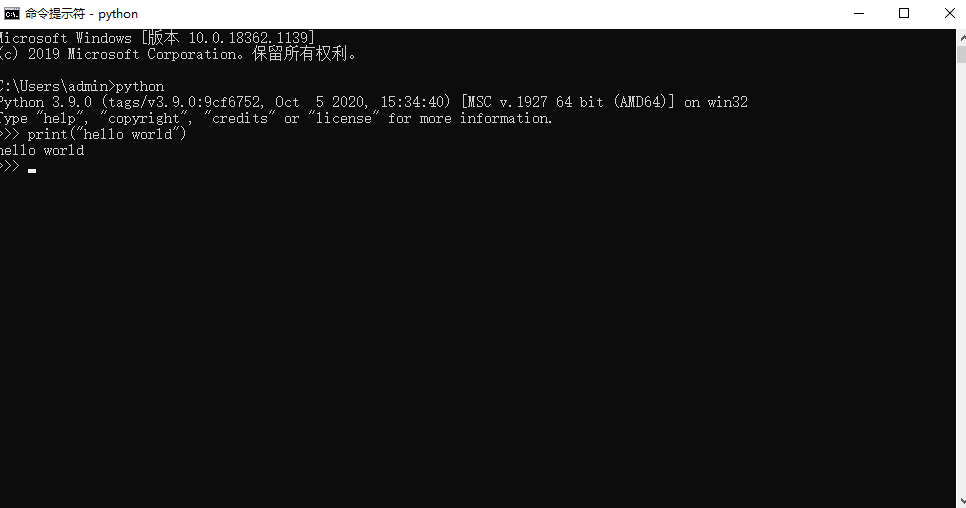 命令提示符 - python
Microsoft Windows [版本 10.0.18362.1139]
(c) 2019 Microsoft Corporation。保留所有权利。
C:\Users\admin>python
Python 3.9.0 (tags/v3.9.0:9cf6752, Oct  5 2020, 15:34:40) [MSC v.1927 64 bit (AMD64)] on win32
Type "help", "copyright", "credits" or "license" for more information.
>>> print("hello world")
hello world
>>>